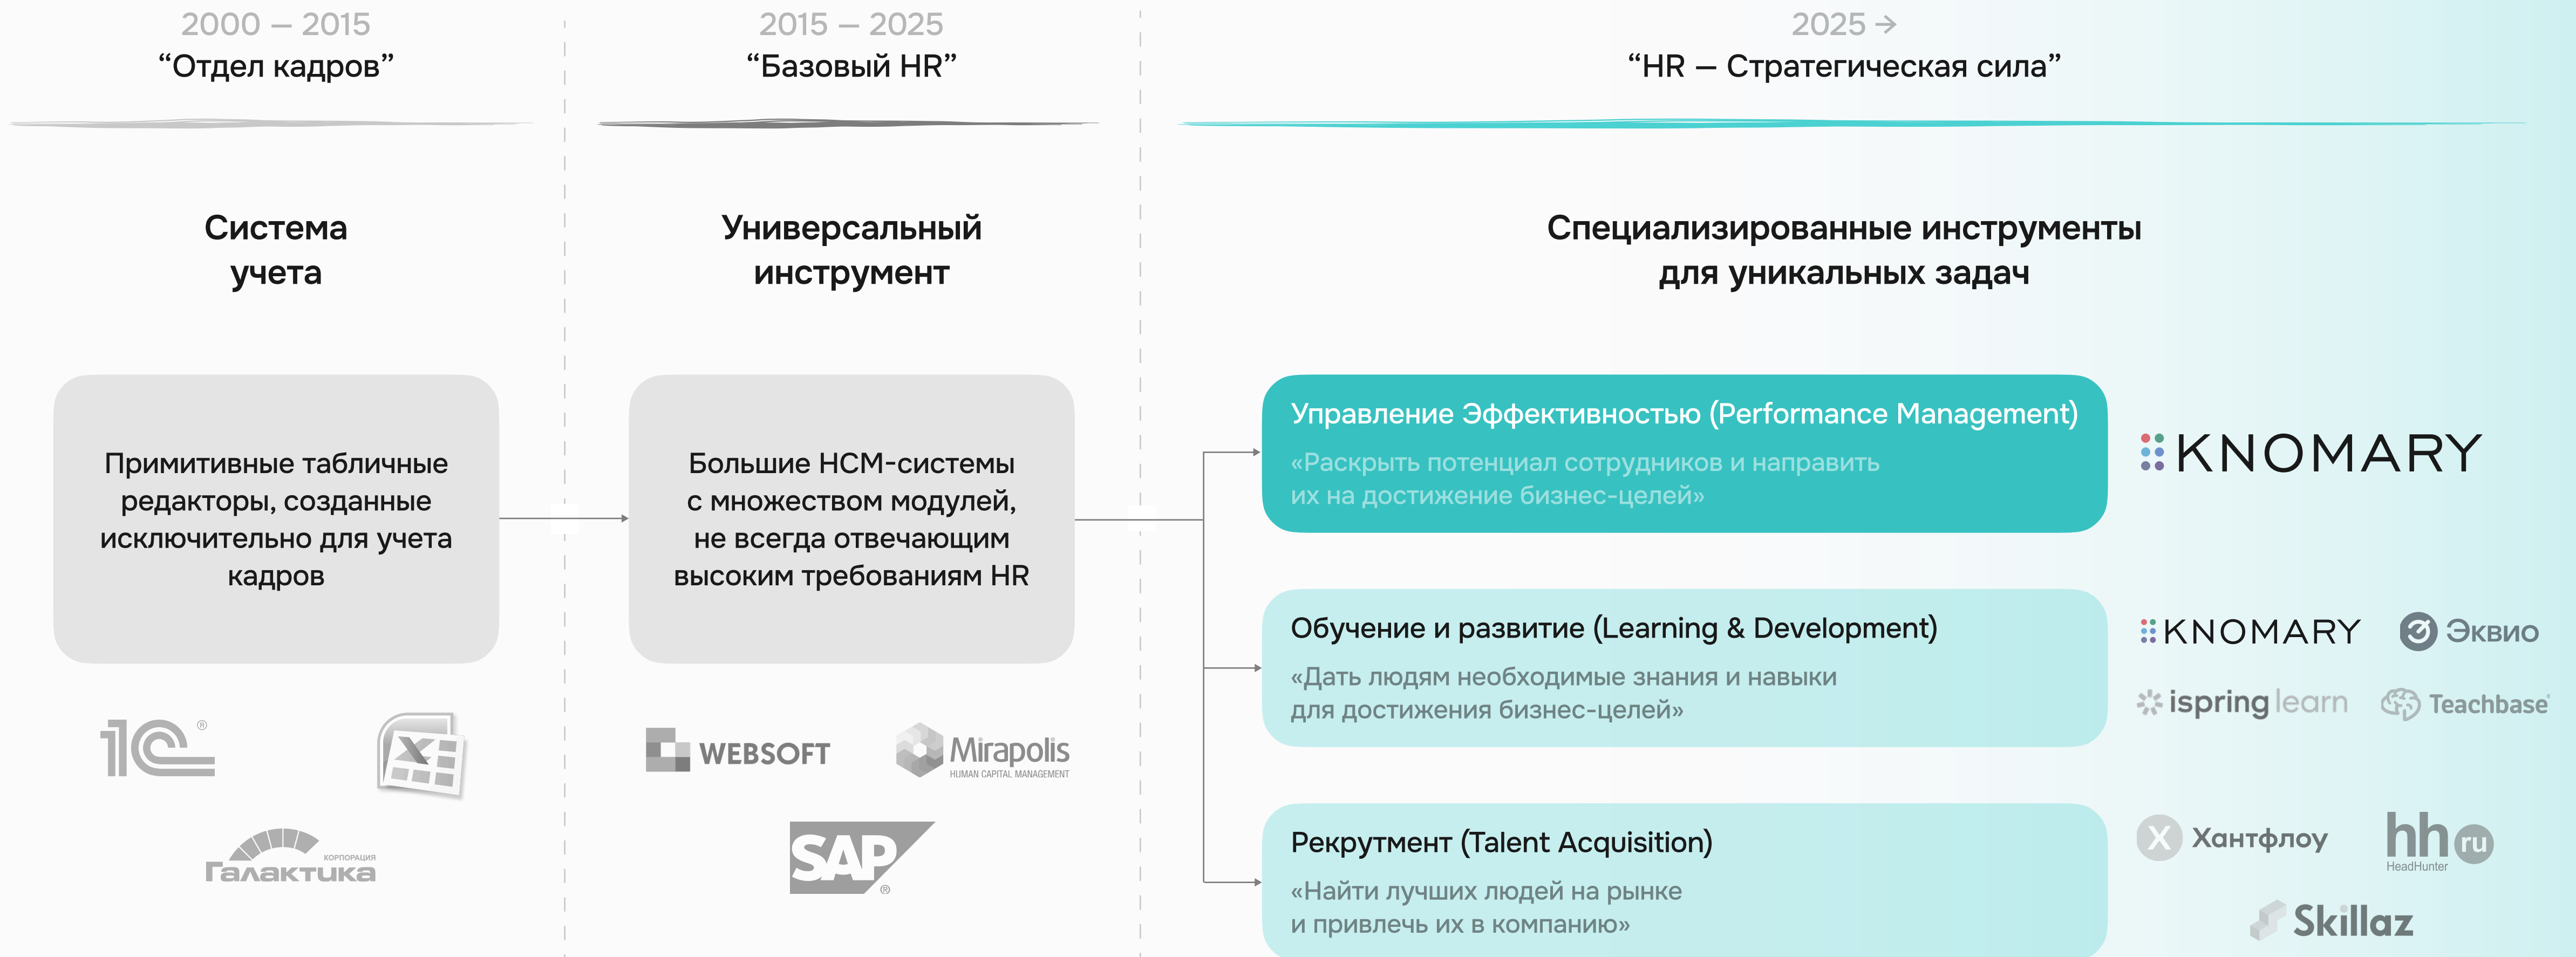 2000 — 2015
“Отдел кадров”
Система
учета
Примитивные табличные
редакторы, созданные
исключительно для учета
кадров
1С®
X
КОРПОРАЦИЯ
Галактика
2015 — 2025
“Базовый HR”
Универсальный
инструмент
Большие HCM-системы
с множеством модулей,
не всегда отвечающим
высоким требованиям HR
WEBSOFT
Mirapolis
HUMAN CAPITAL MANAGEMENT
SAP®
2025 →
“HR — Стратегическая сила”
Специализированные инструменты
для уникальных задач
Управление Эффективностью (Performance Management)
«Раскрыть потенциал сотрудников и направить
их на достижение бизнес-целей»
KNOMARY
Обучение и развитие (Learning & Development)
«Дать людям необходимые знания и навыки
для достижения бизнес-целей»
KNOMARY
Эквио
ispring learn
Teachbase
Рекрутмент (Talent Acquisition)
«Найти лучших людей на рынке
и привлечь их в компанию»
X Хантфлоу
hh ru
HeadHunter
Skillaz